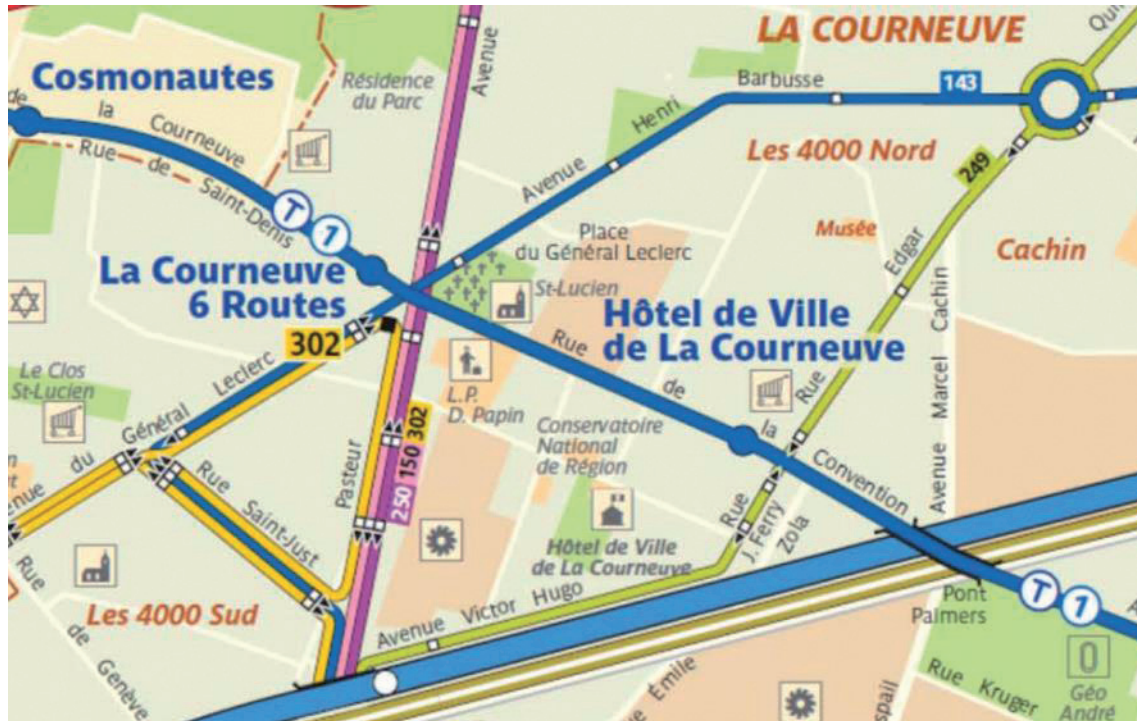 LA COURNEUVE
Avenue
Cosmonautes
Résidence
du Parc
Barbusse
143
de la Courneuve
Henri
Rue de Saint-Denis
Les 4000 Nord
249
Avenue
T 1
Place
du Général Leclerc
Musée
Edgar
Cachin
La Courneuve
6 Routes
St-Lucien
Hôtel de Ville
de La Courneuve
302
Rue
Cachin
Le Clos
St-Lucien
Leclerc
L.P.
D. Papin
de
Rue
Marcel
Général
302
Conservatoire
National
de Région
la
du
150
Convention
Avenue
Rue
Pasteur
250
Rue
Saint-Just
J. Ferry
Zola
Hôtel de Ville
de La Courneuve
T 1
Rue
Les 4000 Sud
Avenue Victor Hugo
Pont
Palmers
de
Genève
Émile
Rue Kruger
0
Géo
André